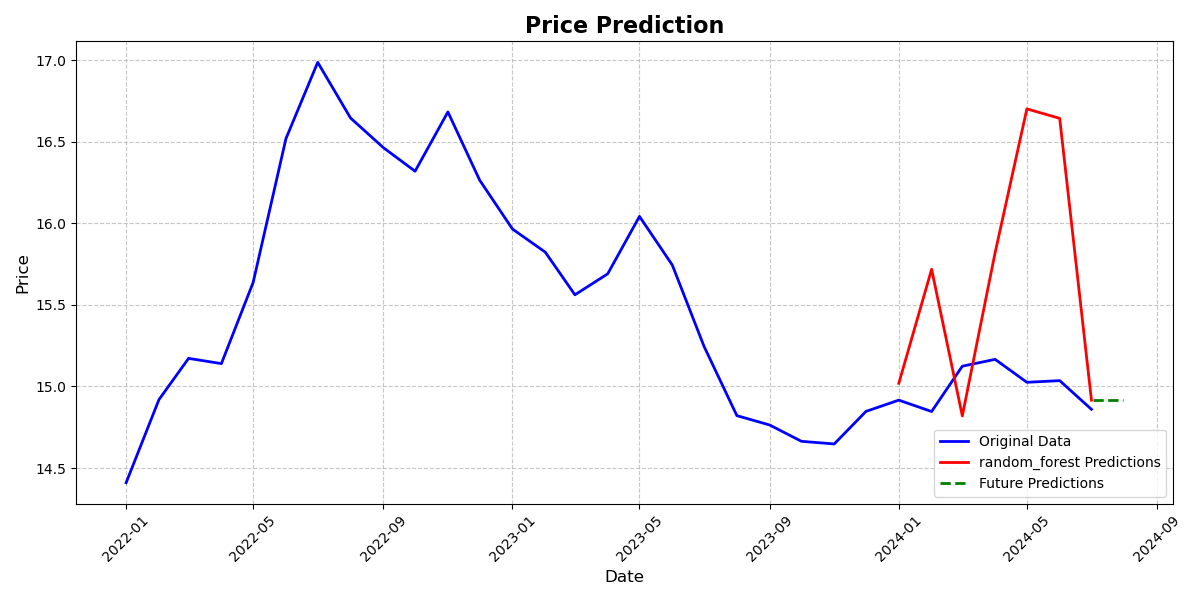 Price Prediction
Price
17.0
16.5
16.0
15.5
15.0
14.5
Original Data
random_forest Predictions
Future Predictions
2022-01
2022-05
2022-09
2023-01
2023-05
2023-09
2024-01
2024-05
2024-09
Date